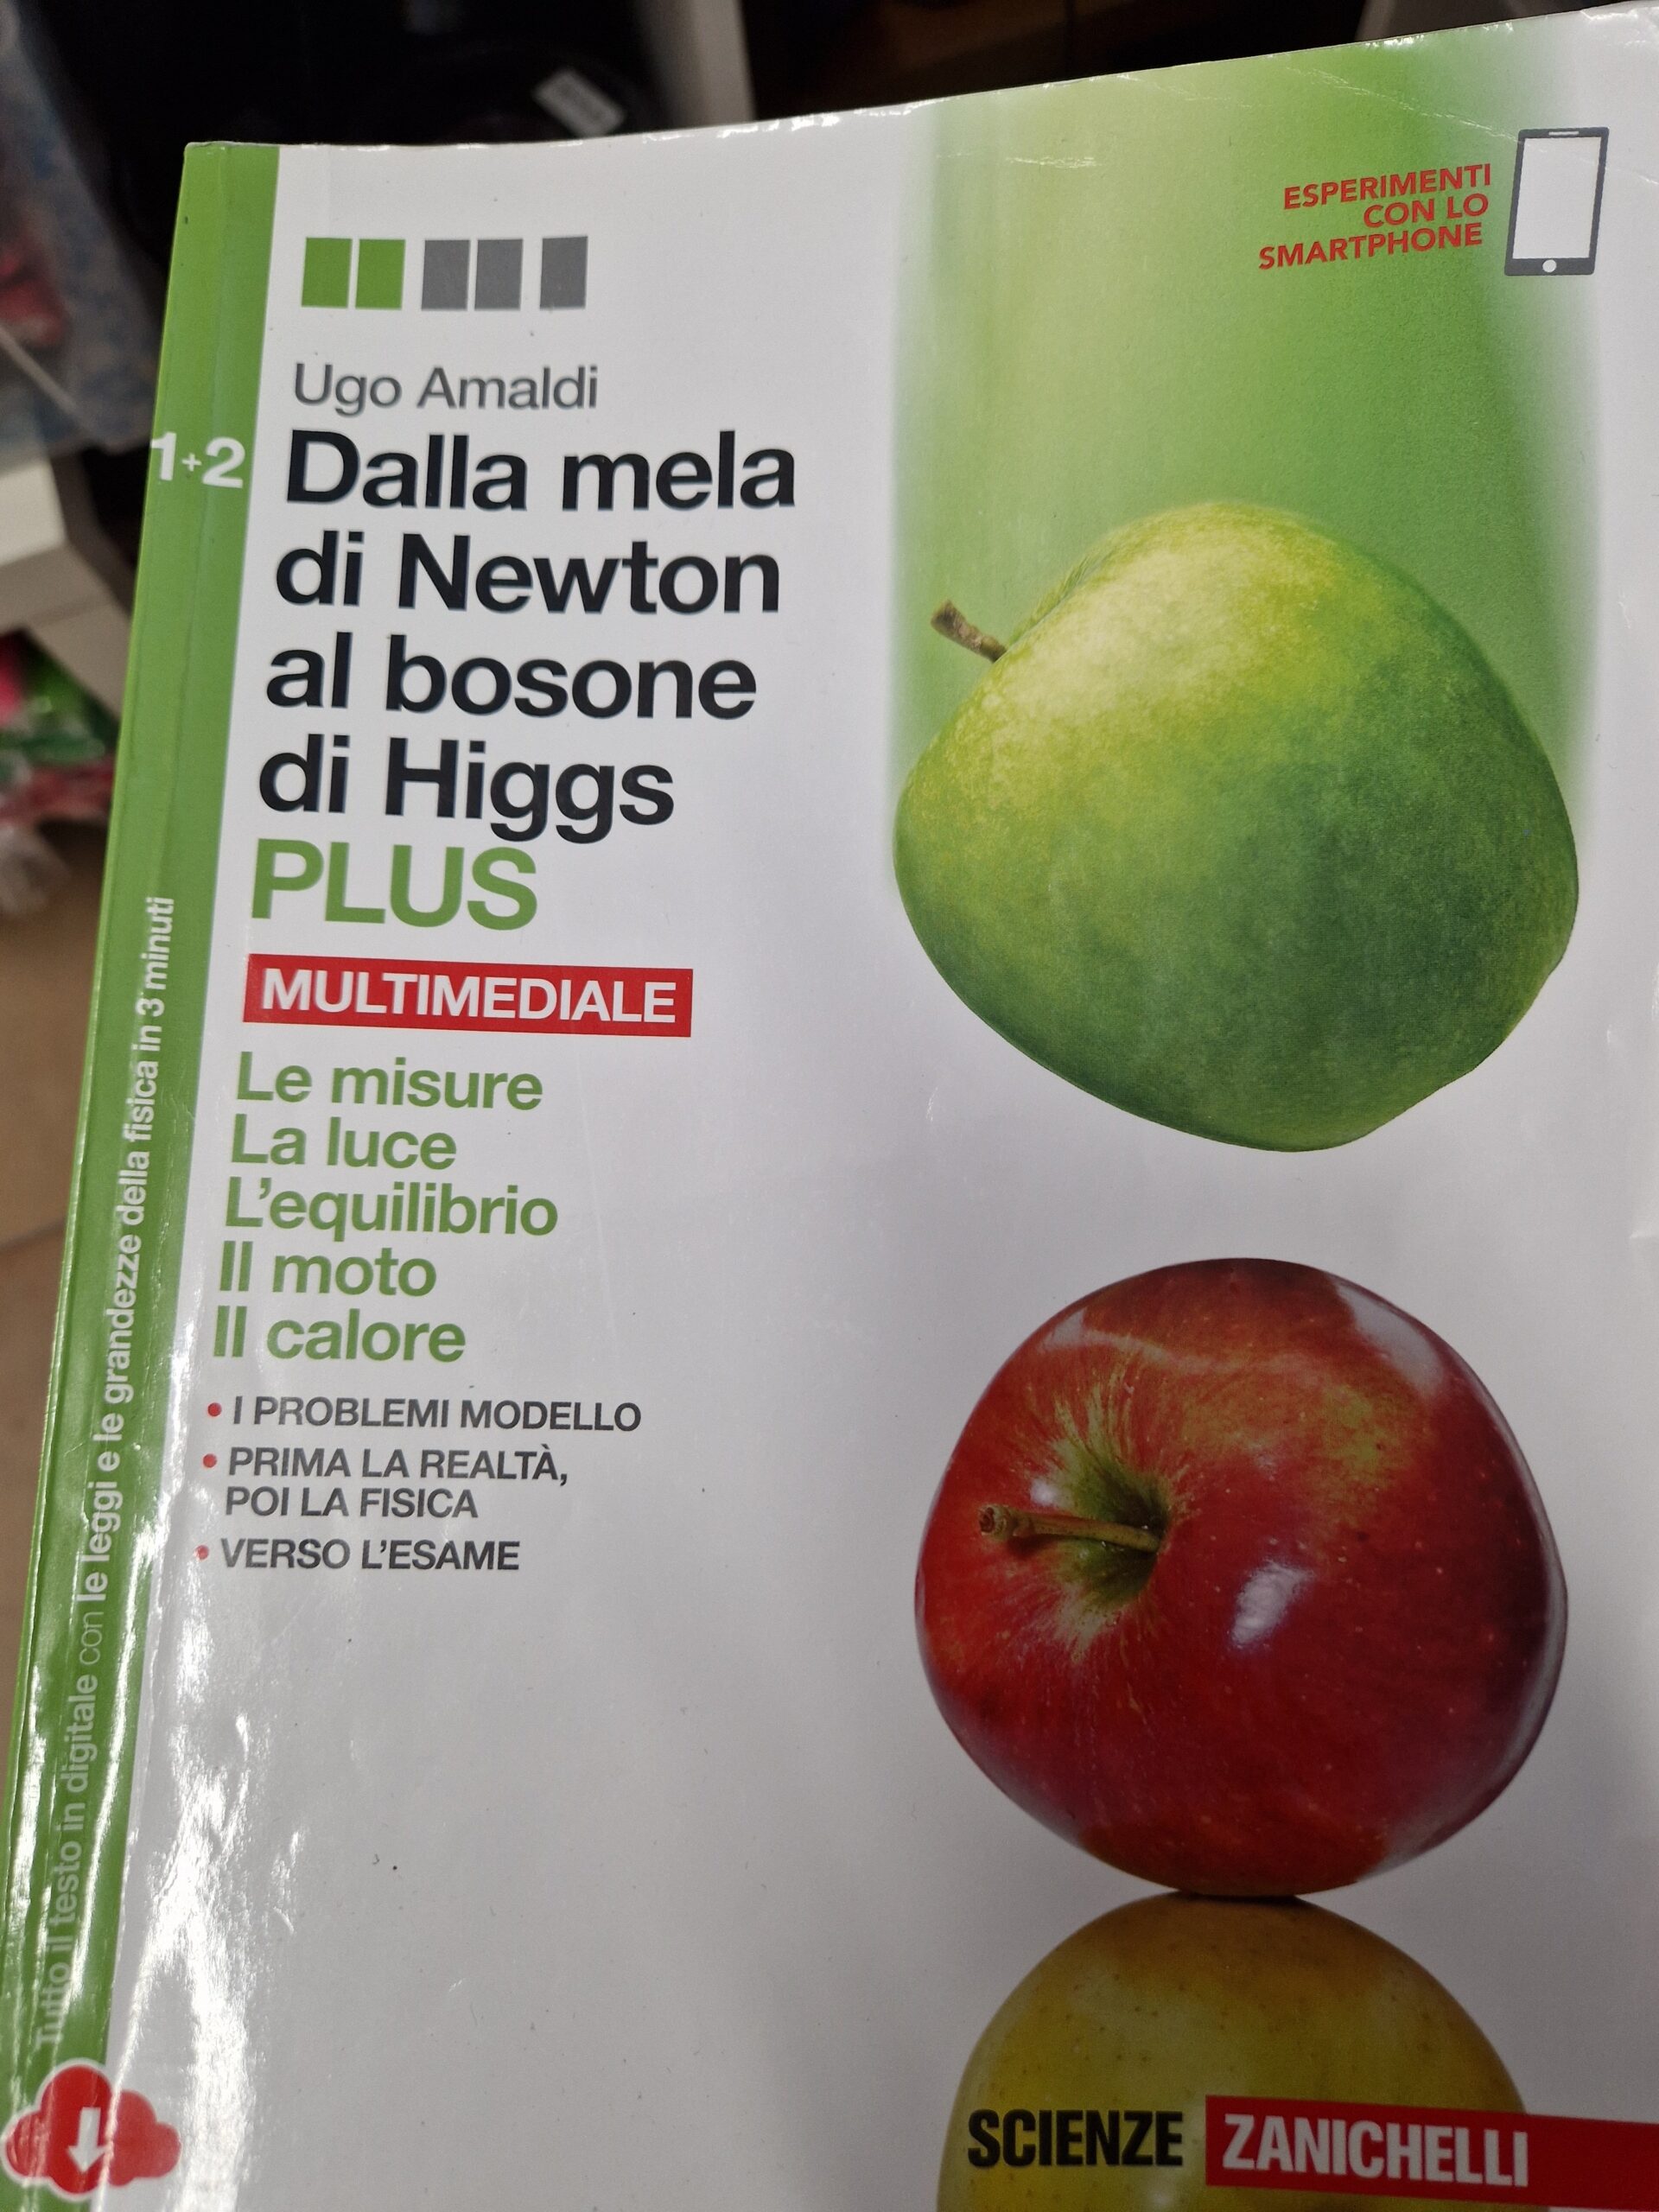 ESPERIMENTI
CON LO
SMARTPHONE
Ugo Amaldi
1+2
Dalla mela
di Newton
al bosone
di Higgs
PLUS
MULTIMEDIALE
Le misure
La luce
L'equilibrio
Il moto
Il calore
• I PROBLEMI MODELLO
• PRIMA LA REALTÀ,
POI LA FISICA
• VERSO L'ESAME
Tutto il testo in digitale con le leggi e le grandezze della fisica in 3 minuti
SCIENZE ZANICHELLI